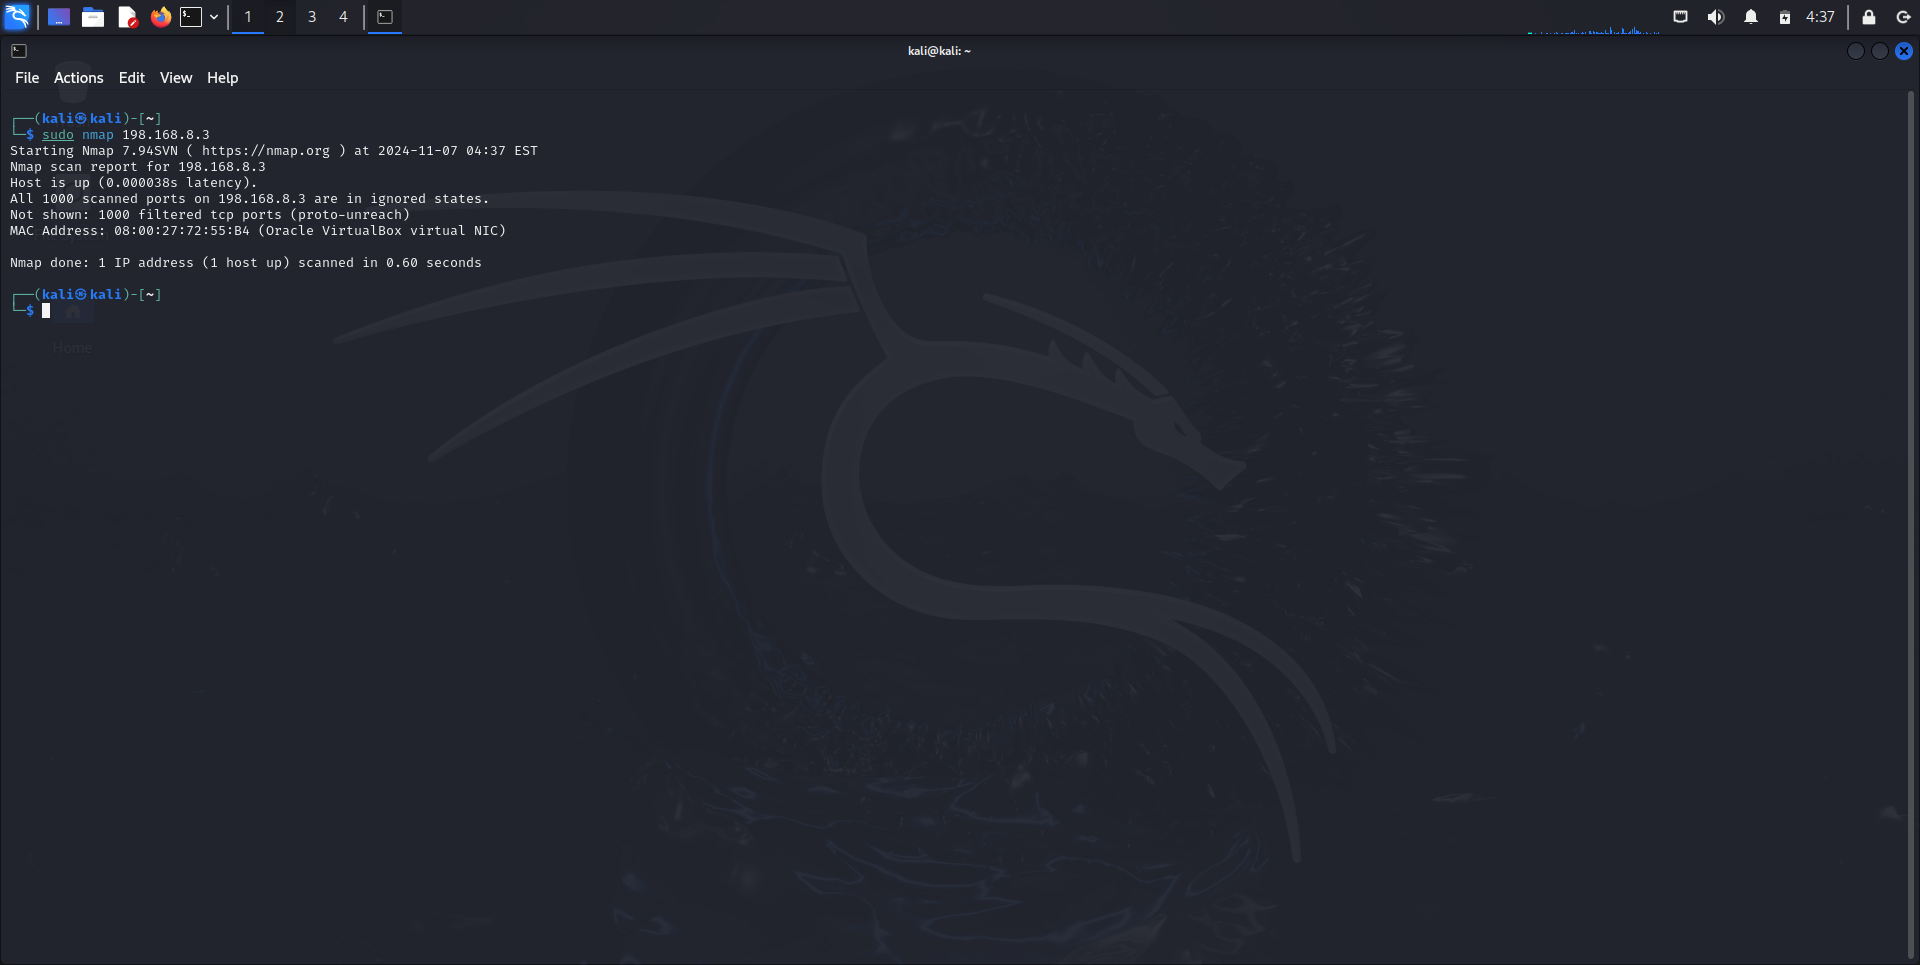 1 2 3 4
4:37
kali@kali: ~
File Actions Edit View Help
┌──(kali㉿kali)-[~]
└─$ sudo nmap 198.168.8.3
Starting Nmap 7.94SVN ( https://nmap.org ) at 2024-11-07 04:37 EST
Nmap scan report for 198.168.8.3
Host is up (0.000038s latency).
All 1000 scanned ports on 198.168.8.3 are in ignored states.
Not shown: 1000 filtered tcp ports (proto-unreach)
MAC Address: 08:00:27:72:55:B4 (Oracle VirtualBox virtual NIC)
Nmap done: 1 IP address (1 host up) scanned in 0.60 seconds
┌──(kali㉿kali)-[~]
└─$
Home